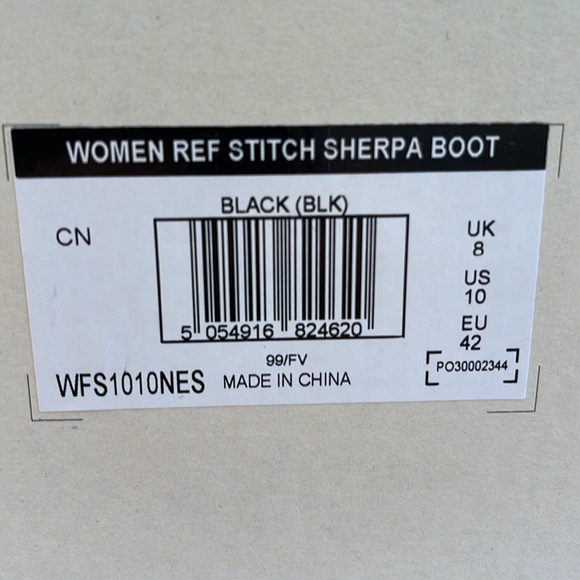 WOMEN REF STITCH SHERPA BOOT
BLACK (BLK)
CN
5 054916 824620
UK
8
US
10
EU
42
99/FV
WFS1010NES MADE IN CHINA
PO30002344